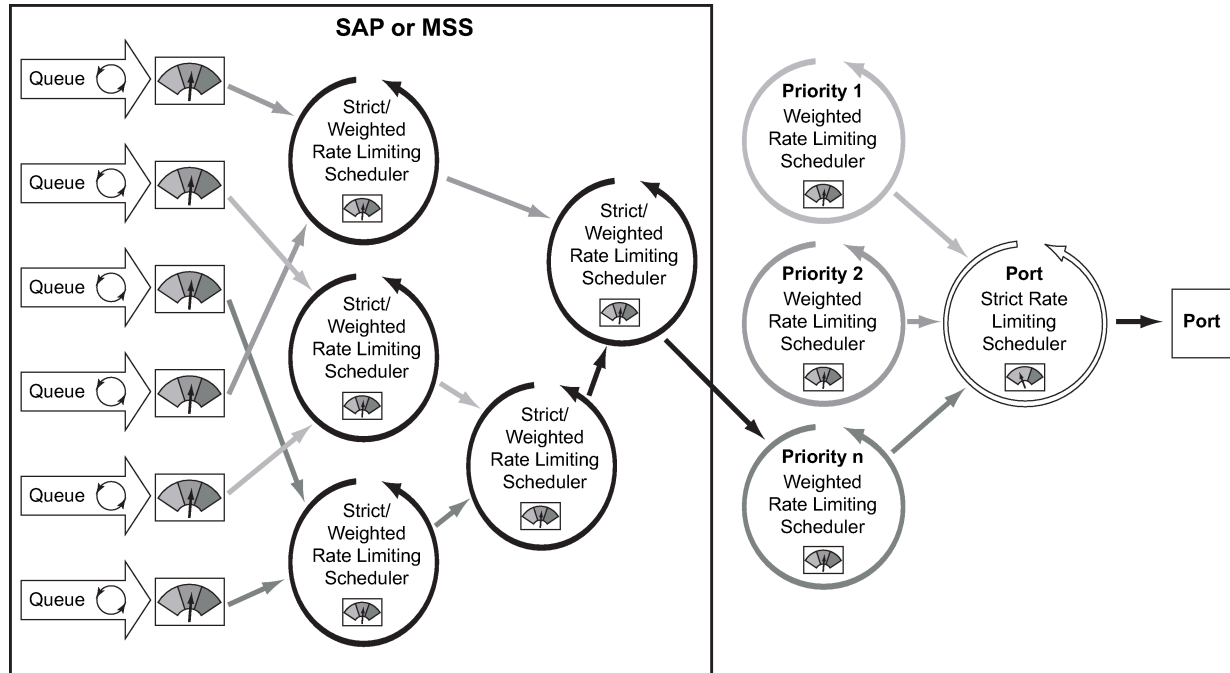 SAP or MSS
Queue
Queue
Queue
Queue
Queue
Queue
Strict/
Weighted
Rate Limiting
Scheduler
Strict/
Weighted
Rate Limiting
Scheduler
Strict/
Weighted
Rate Limiting
Scheduler
Strict/
Weighted
Rate Limiting
Scheduler
Strict/
Weighted
Rate Limiting
Scheduler
Priority 1
Weighted
Rate Limiting
Scheduler
Priority 2
Weighted
Rate Limiting
Scheduler
Priority n
Weighted
Rate Limiting
Scheduler
Port
Strict Rate
Limiting
Scheduler
Port